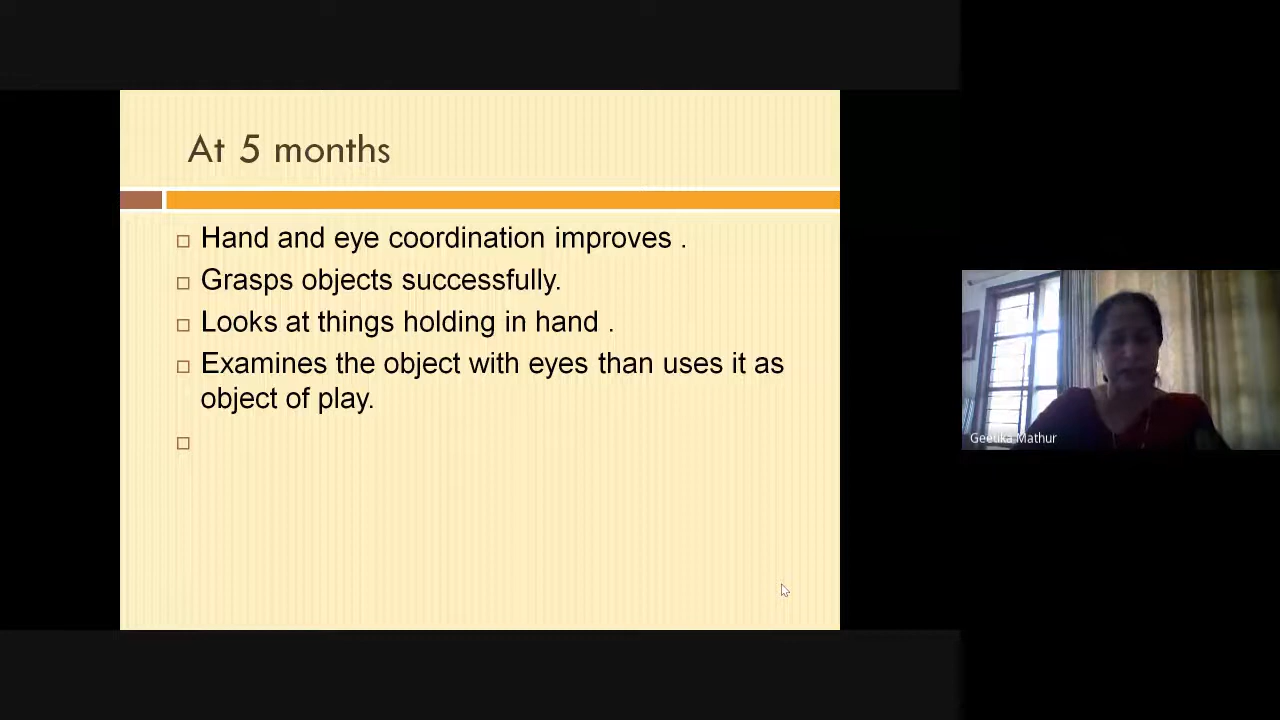 At 5 months
Hand and eye coordination improves .
Grasps objects successfully.
Looks at things holding in hand .
Examines the object with eyes than uses it as
object of play.
Geetika Mathur